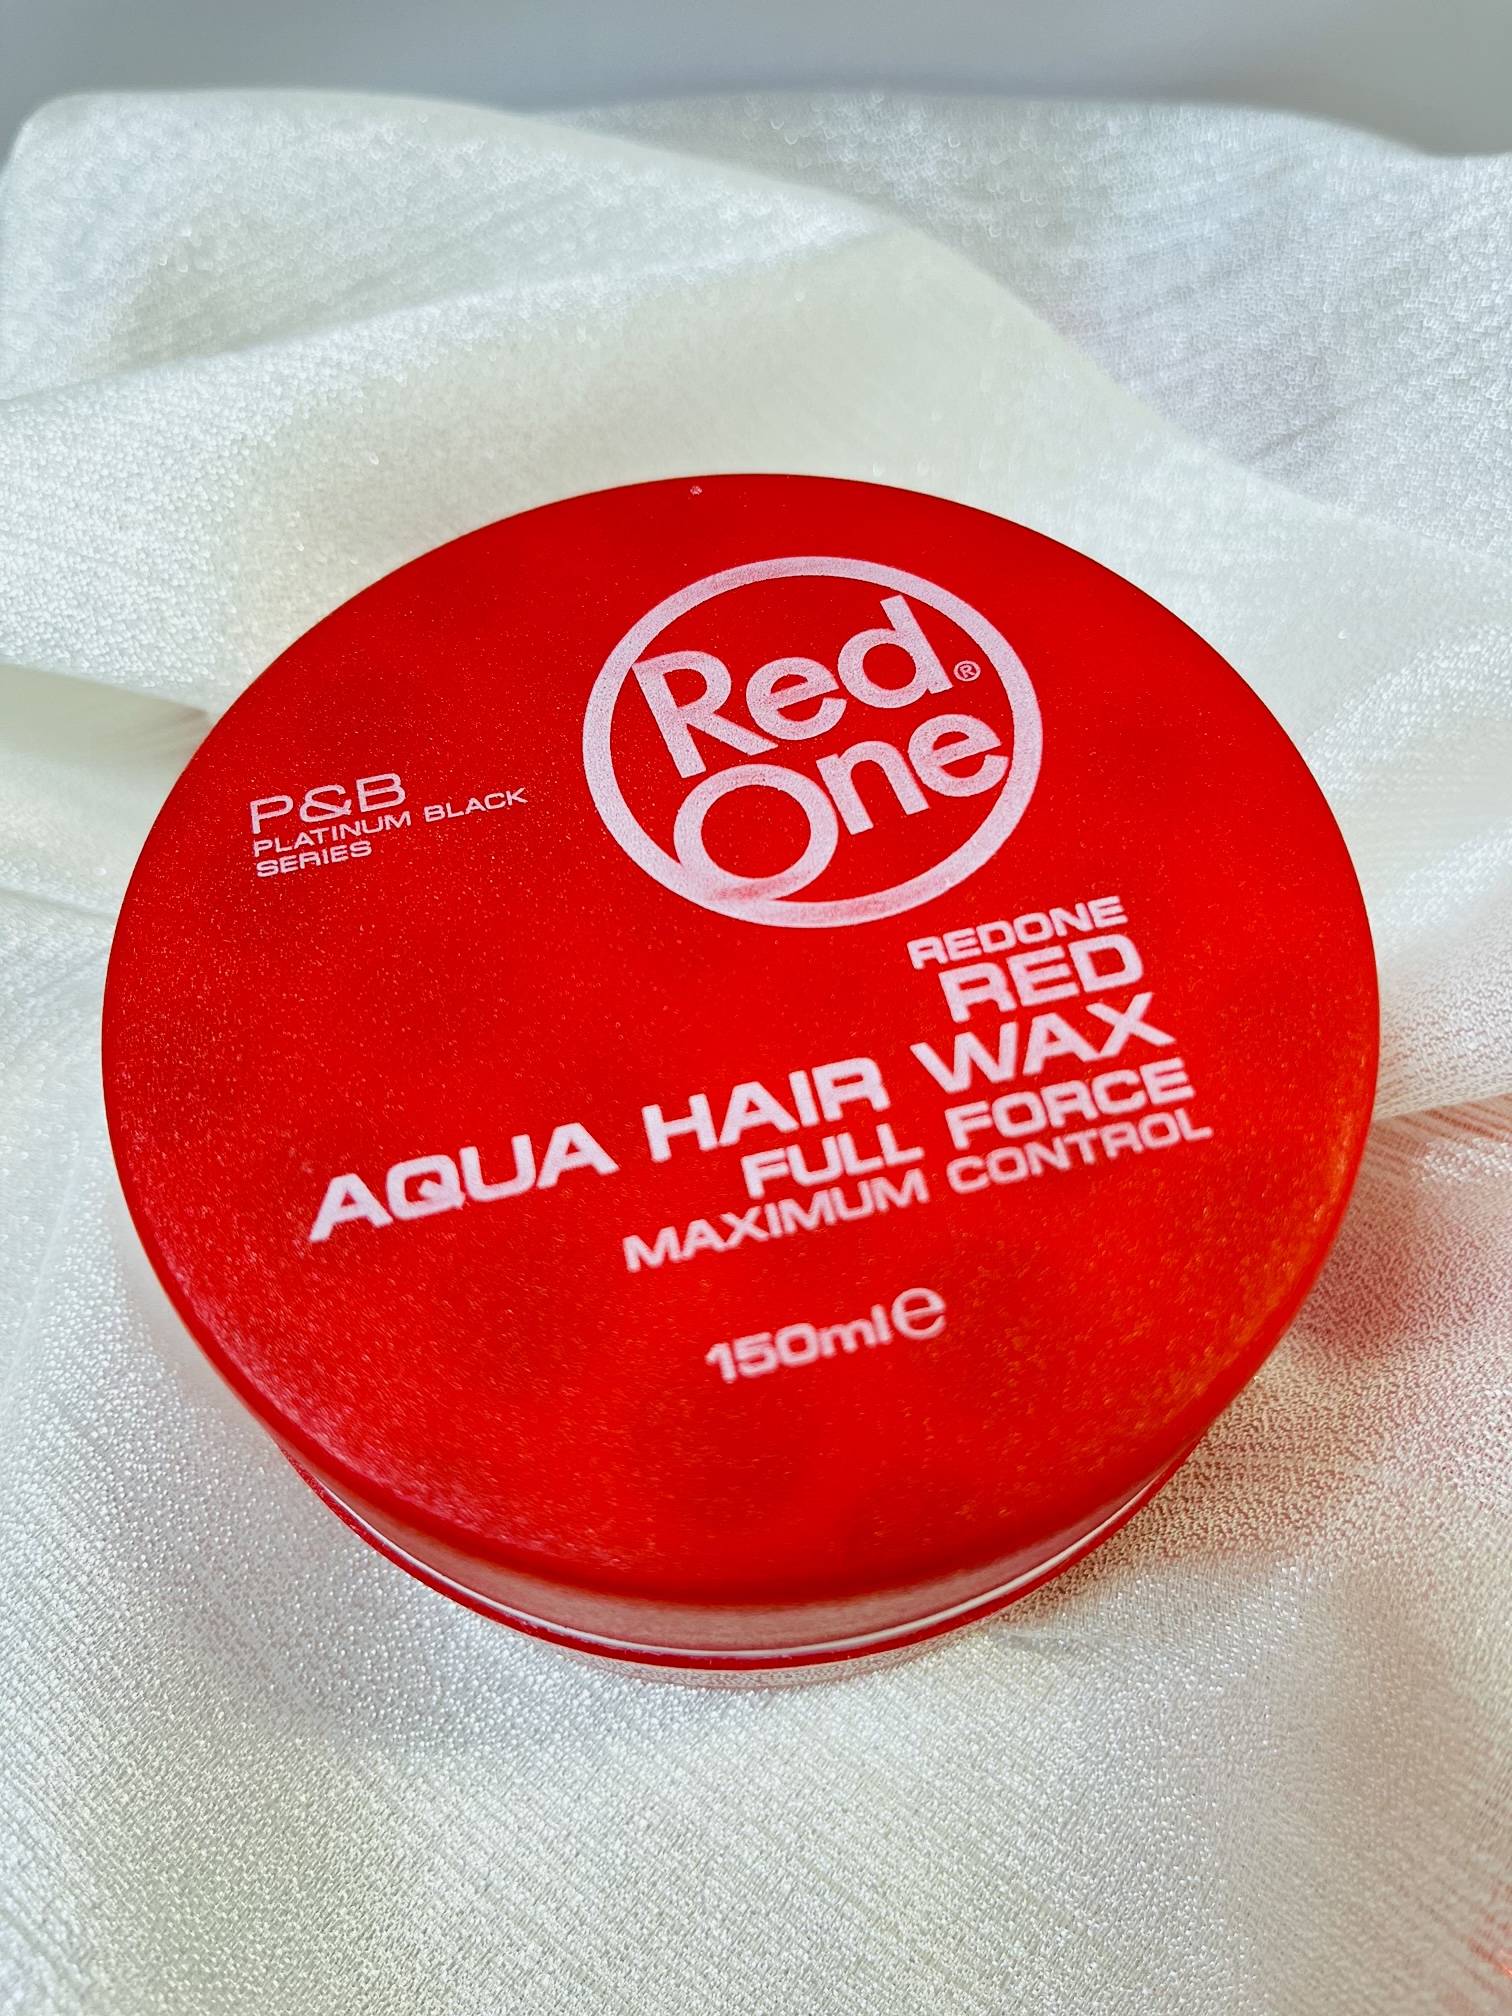 Red®
One
P&B
PLATINUM BLACK
SERIES
REDONE
RED
AQUA HAIR WAX
FULL FORCE
MAXIMUM CONTROL
150ml℮